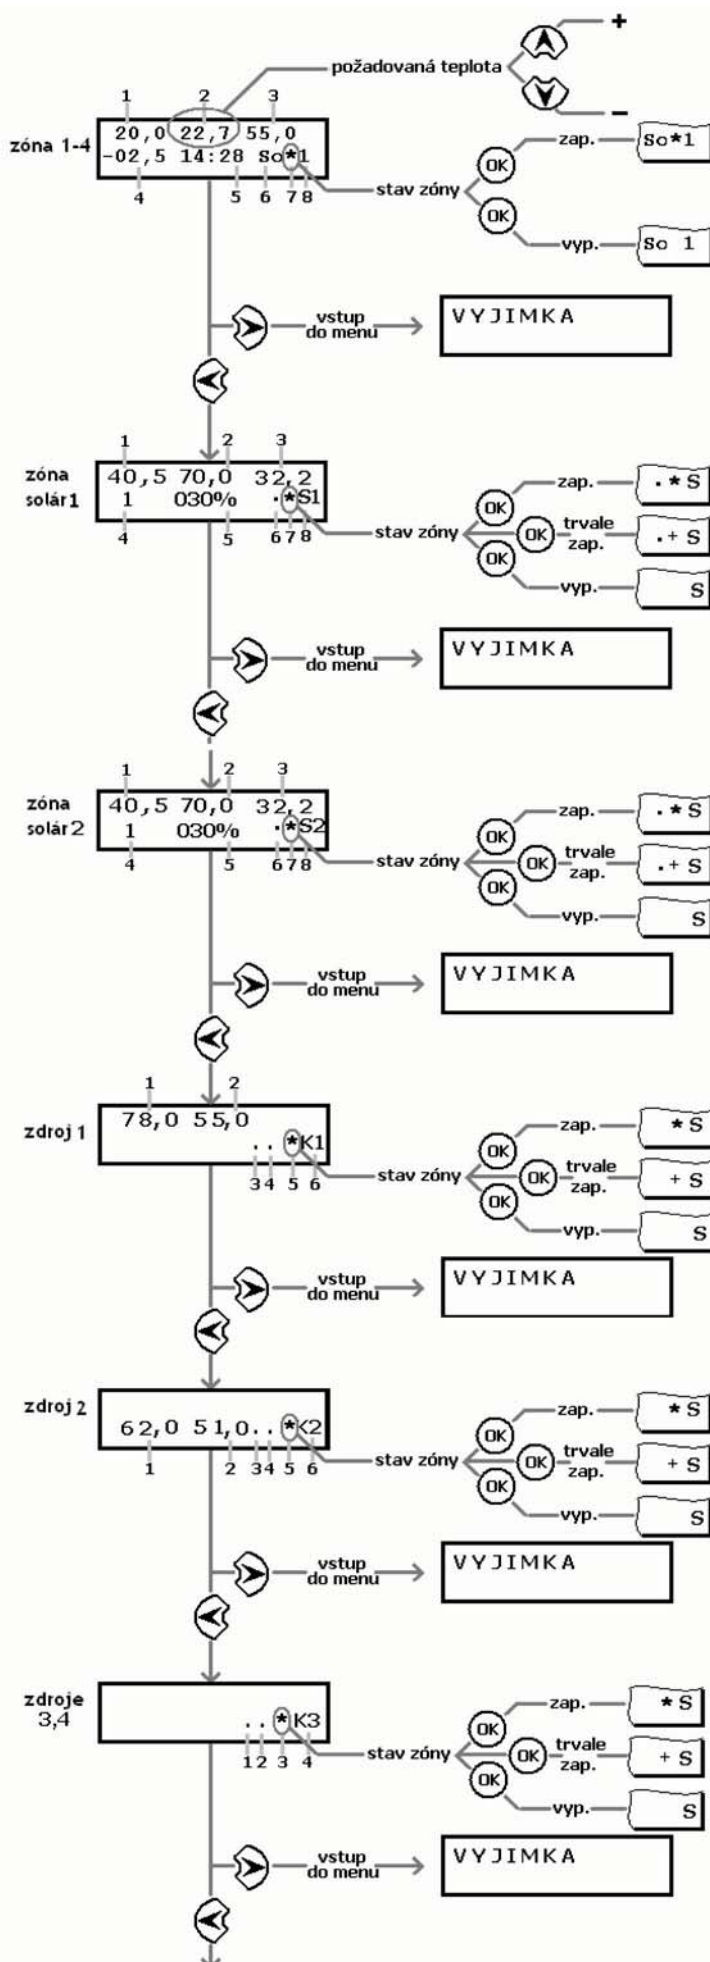 +
požadovaná teplota
−
1 2 3
zóna 1-4
20,0 22,7 55,0
-02,5 14:28 So*1
4 5 6 7 8
stav zóny
OK
zap.
So*1
OK
vyp.
So 1
vstup
do menu
VYJIMKA
1 2 3
zóna
solár1
40,5 70,0 32,2
1 030% .*S1
4 5 6 7 8
stav zóny
OK
zap.
.*S
OK
trvale
zap.
.+ S
OK
vyp.
S
vstup
do menu
VYJIMKA
1 2 3
zóna
solár2
40,5 70,0 32,2
1 030% .*S2
4 5 6 7 8
stav zóny
OK
zap.
.*S
OK
trvale
zap.
.+ S
OK
vyp.
S
vstup
do menu
VYJIMKA
1 2
zdroj1
78,0 55,0
.. *K1
3 4 5 6
stav zóny
OK
zap.
*S
OK
trvale
zap.
+ S
OK
vyp.
S
vstup
do menu
VYJIMKA
zdroj2
62,0 51,0.. *K2
1 2 3 4 5 6
stav zóny
OK
zap.
*S
OK
trvale
zap.
+ S
OK
vyp.
S
vstup
do menu
VYJIMKA
zdroje
3,4
.. *K3
1 2 3 4
stav zóny
OK
zap.
*S
OK
trvale
zap.
+ S
OK
vyp.
S
vstup
do menu
VYJIMKA